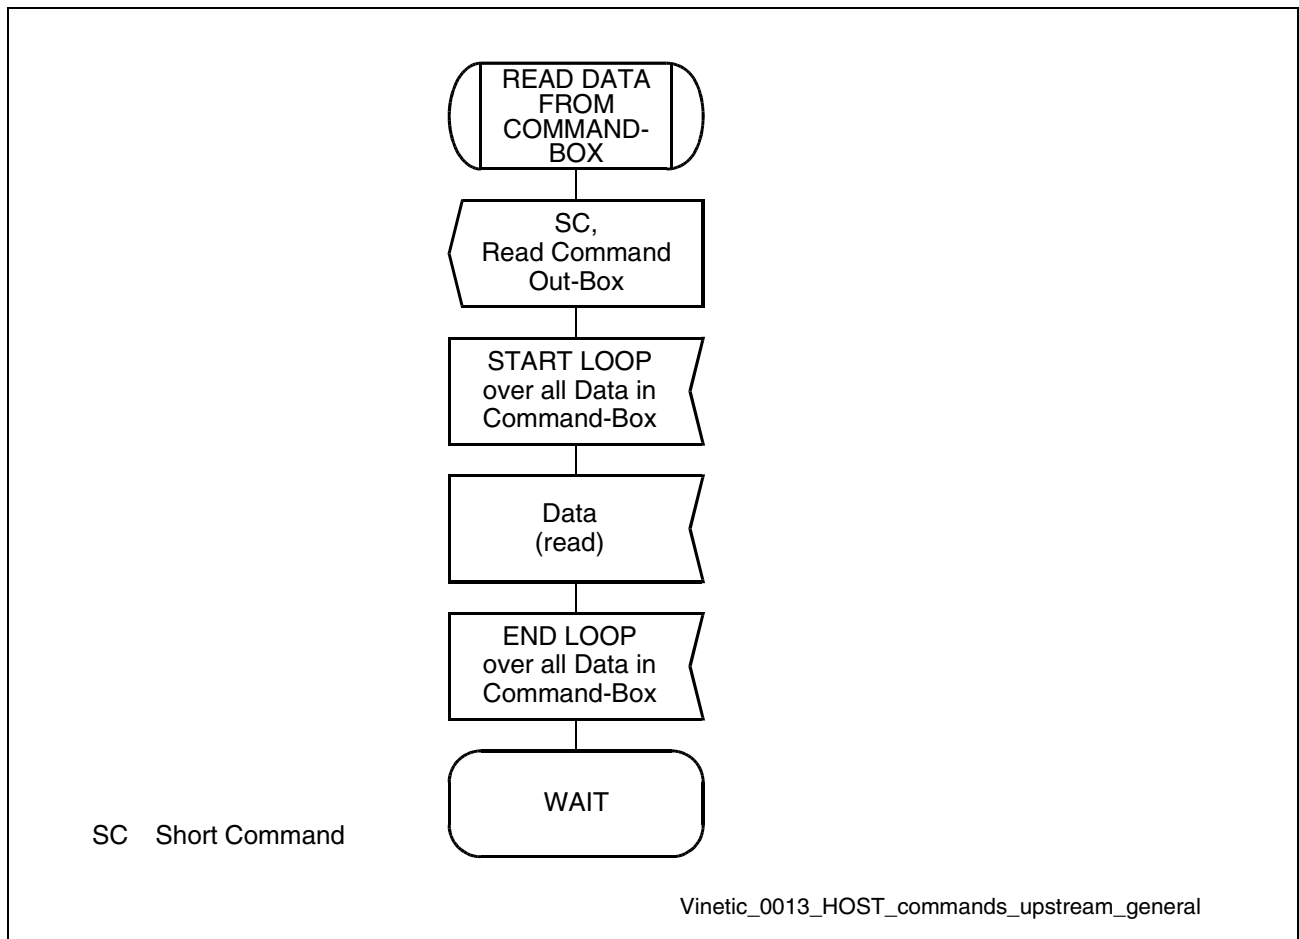 READ DATA
FROM
COMMAND-
BOX
SC,
Read Command
Out-Box
START LOOP
over all Data in
Command-Box
Data
(read)
END LOOP
over all Data in
Command-Box
WAIT
SC Short Command
Vinetic_0013_HOST_commands_upstream_general